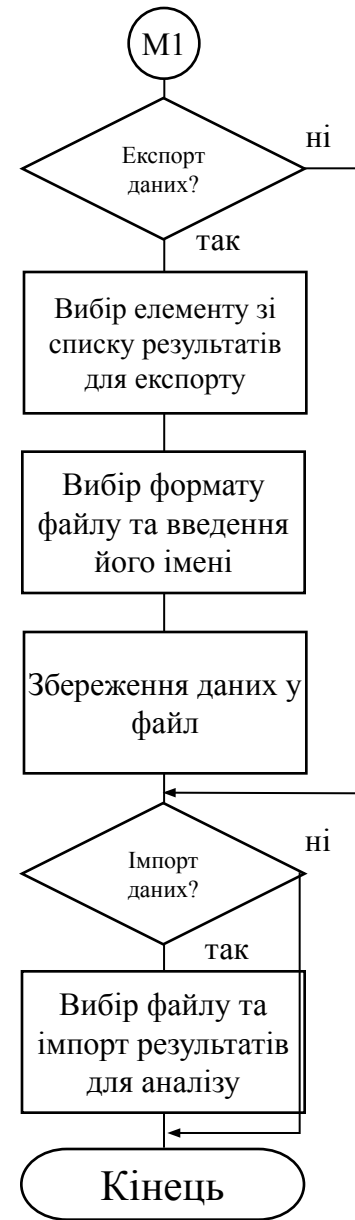 М1
Експорт
даних?
ні
так
Вибір елементу зі
списку результатів
для експорту
Вибір формату
файлу та введення
його імені
Збереження даних у
файл
Імпорт
даних?
ні
так
Вибір файлу та
імпорт результатів
для аналізу
Кінець